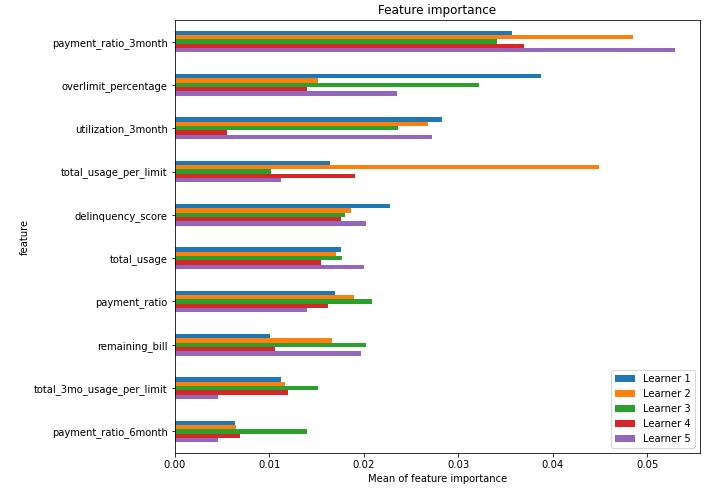 Feature importance
payment_ratio_3month
overlimit_percentage
utilization_3month
total_usage_per_limit
delinquency_score
total_usage
payment_ratio
remaining_bill
total_3mo_usage_per_limit
payment_ratio_6month
feature
Learner 1
Learner 2
Learner 3
Learner 4
Learner 5
0.00 0.01 0.02 0.03 0.04 0.05
Mean of feature importance